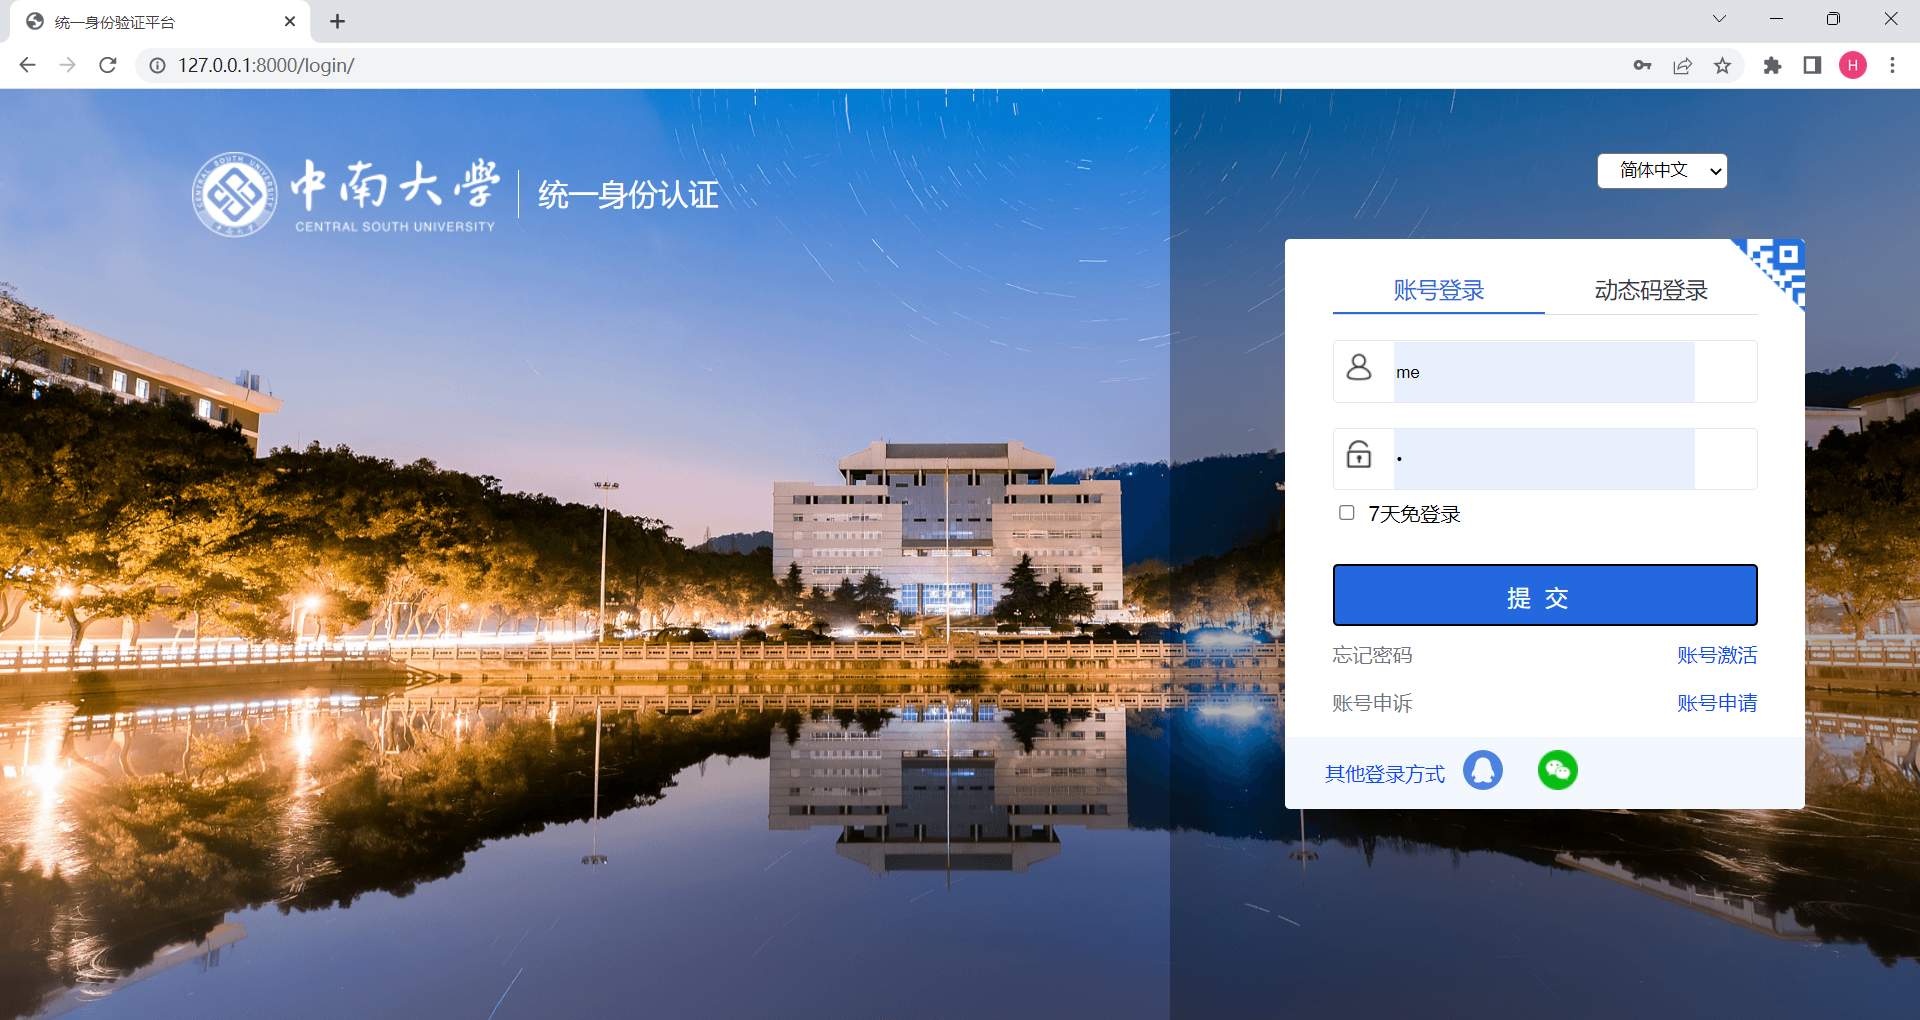 统一身份验证平台
127.0.0.1:8000/login/
H
中南大学
CENTRAL SOUTH UNIVERSITY
统一身份认证
简体中文
账号登录
动态码登录
me
•
7天免登录
提 交
忘记密码
账号激活
账号申诉
账号申请
其他登录方式